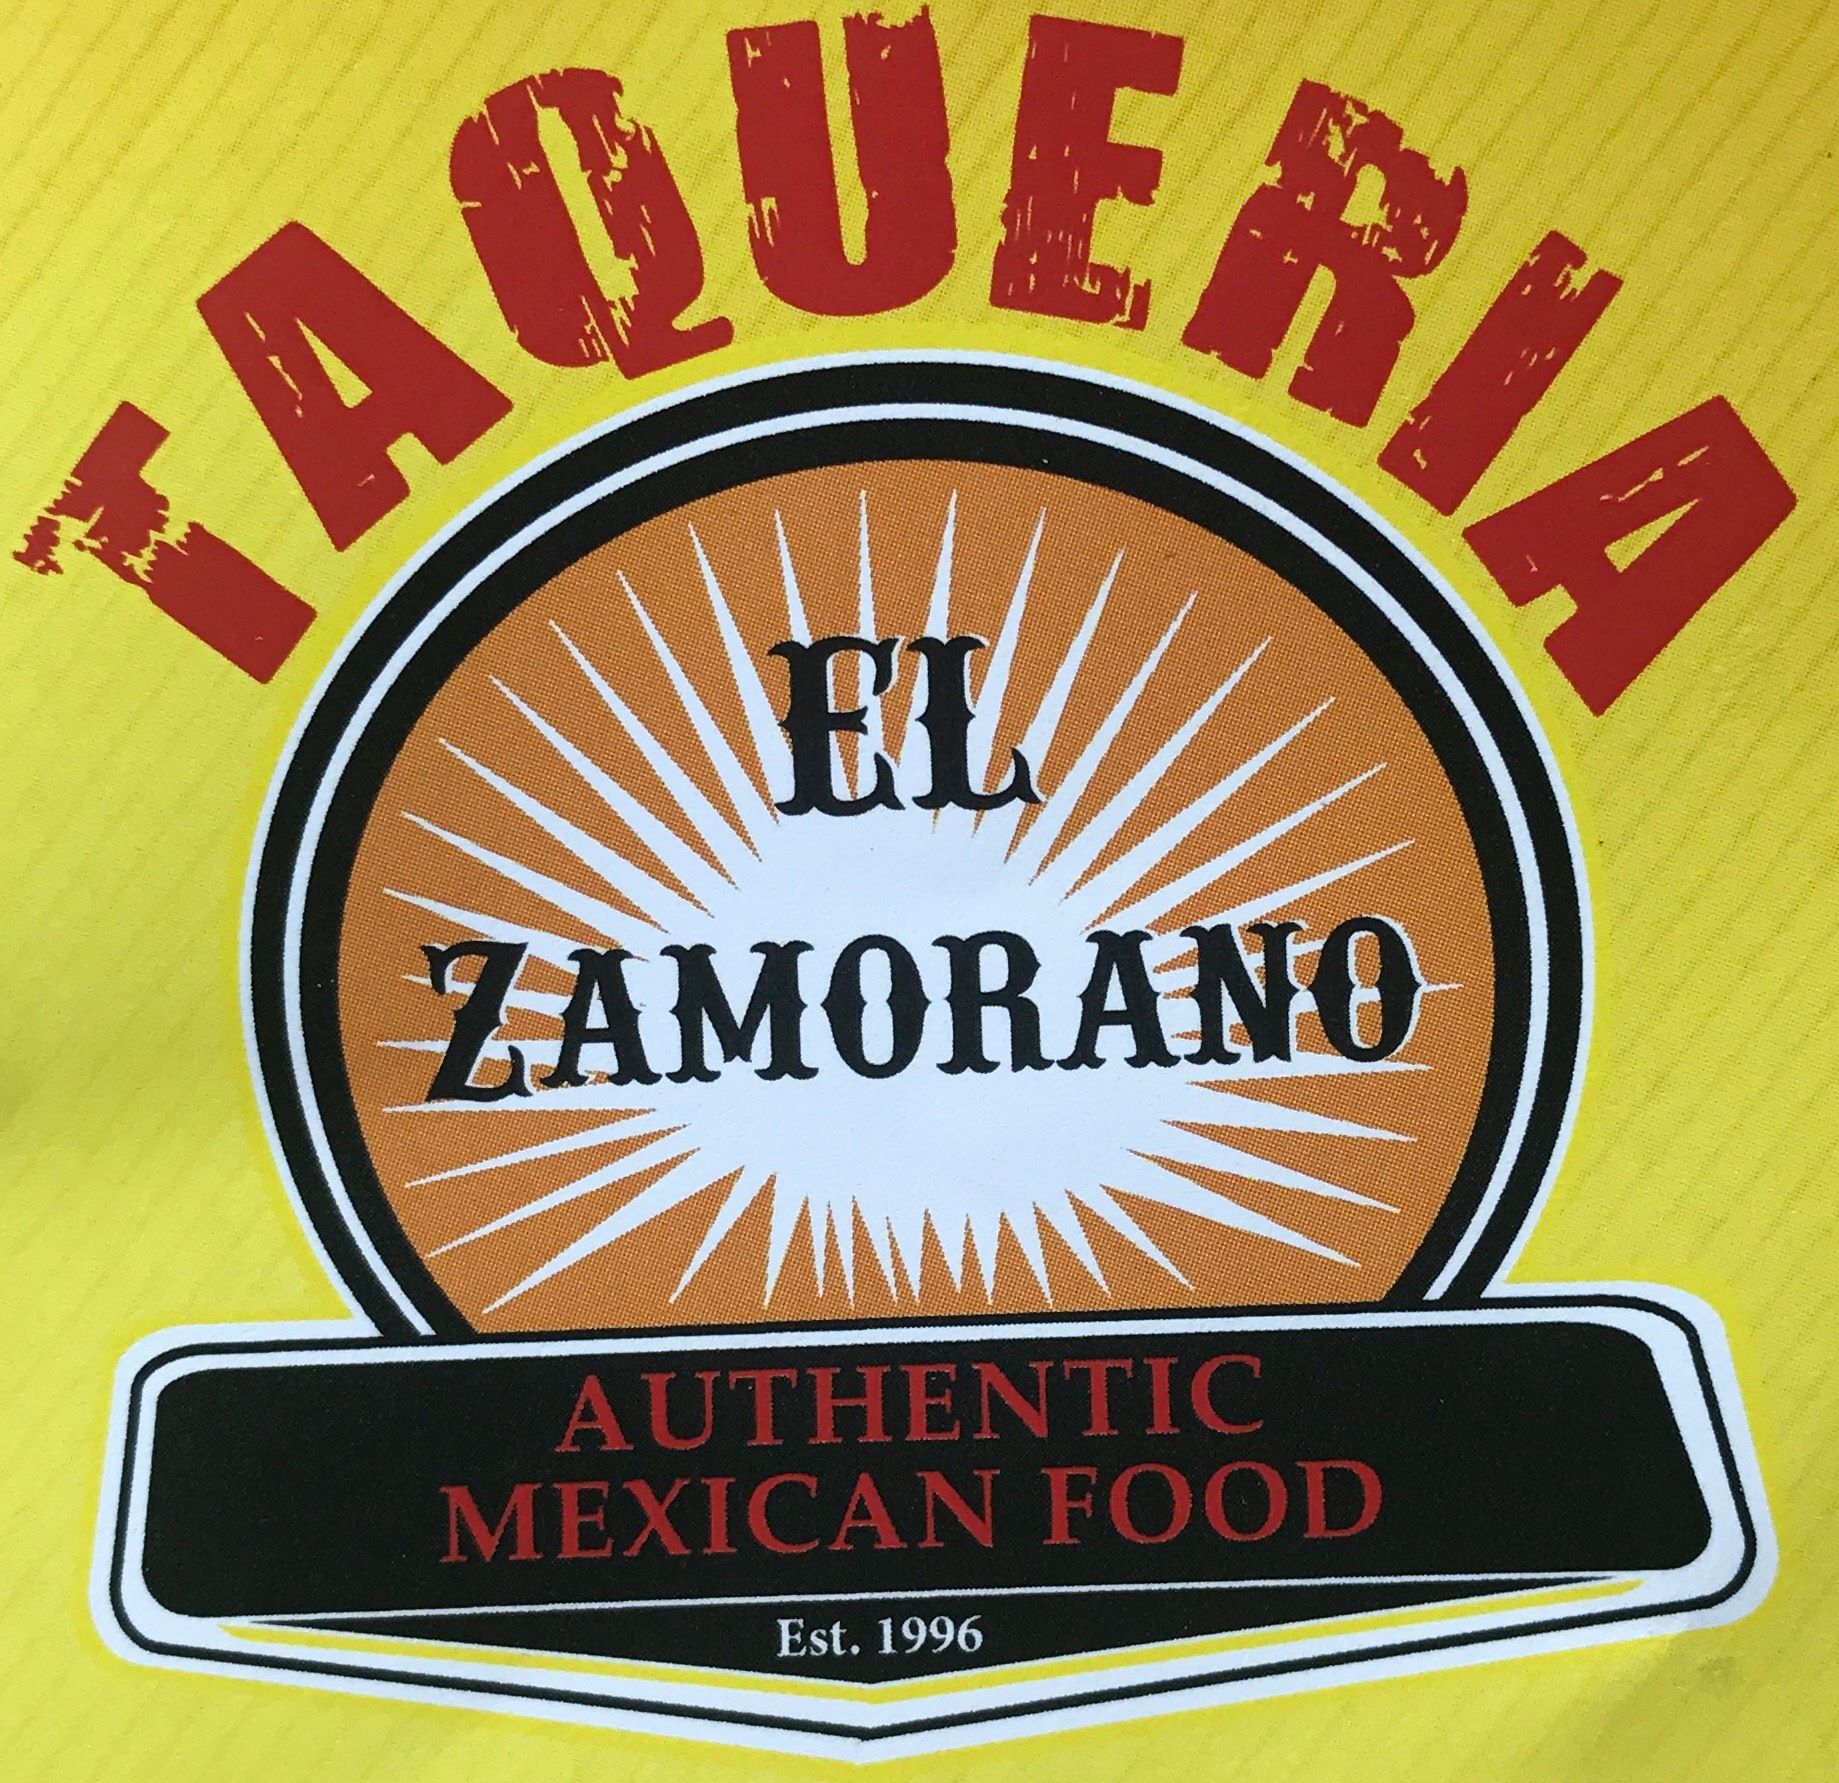 TAQUERIA
EL
ZAMORANO
AUTHENTIC
MEXICAN FOOD
Est. 1996